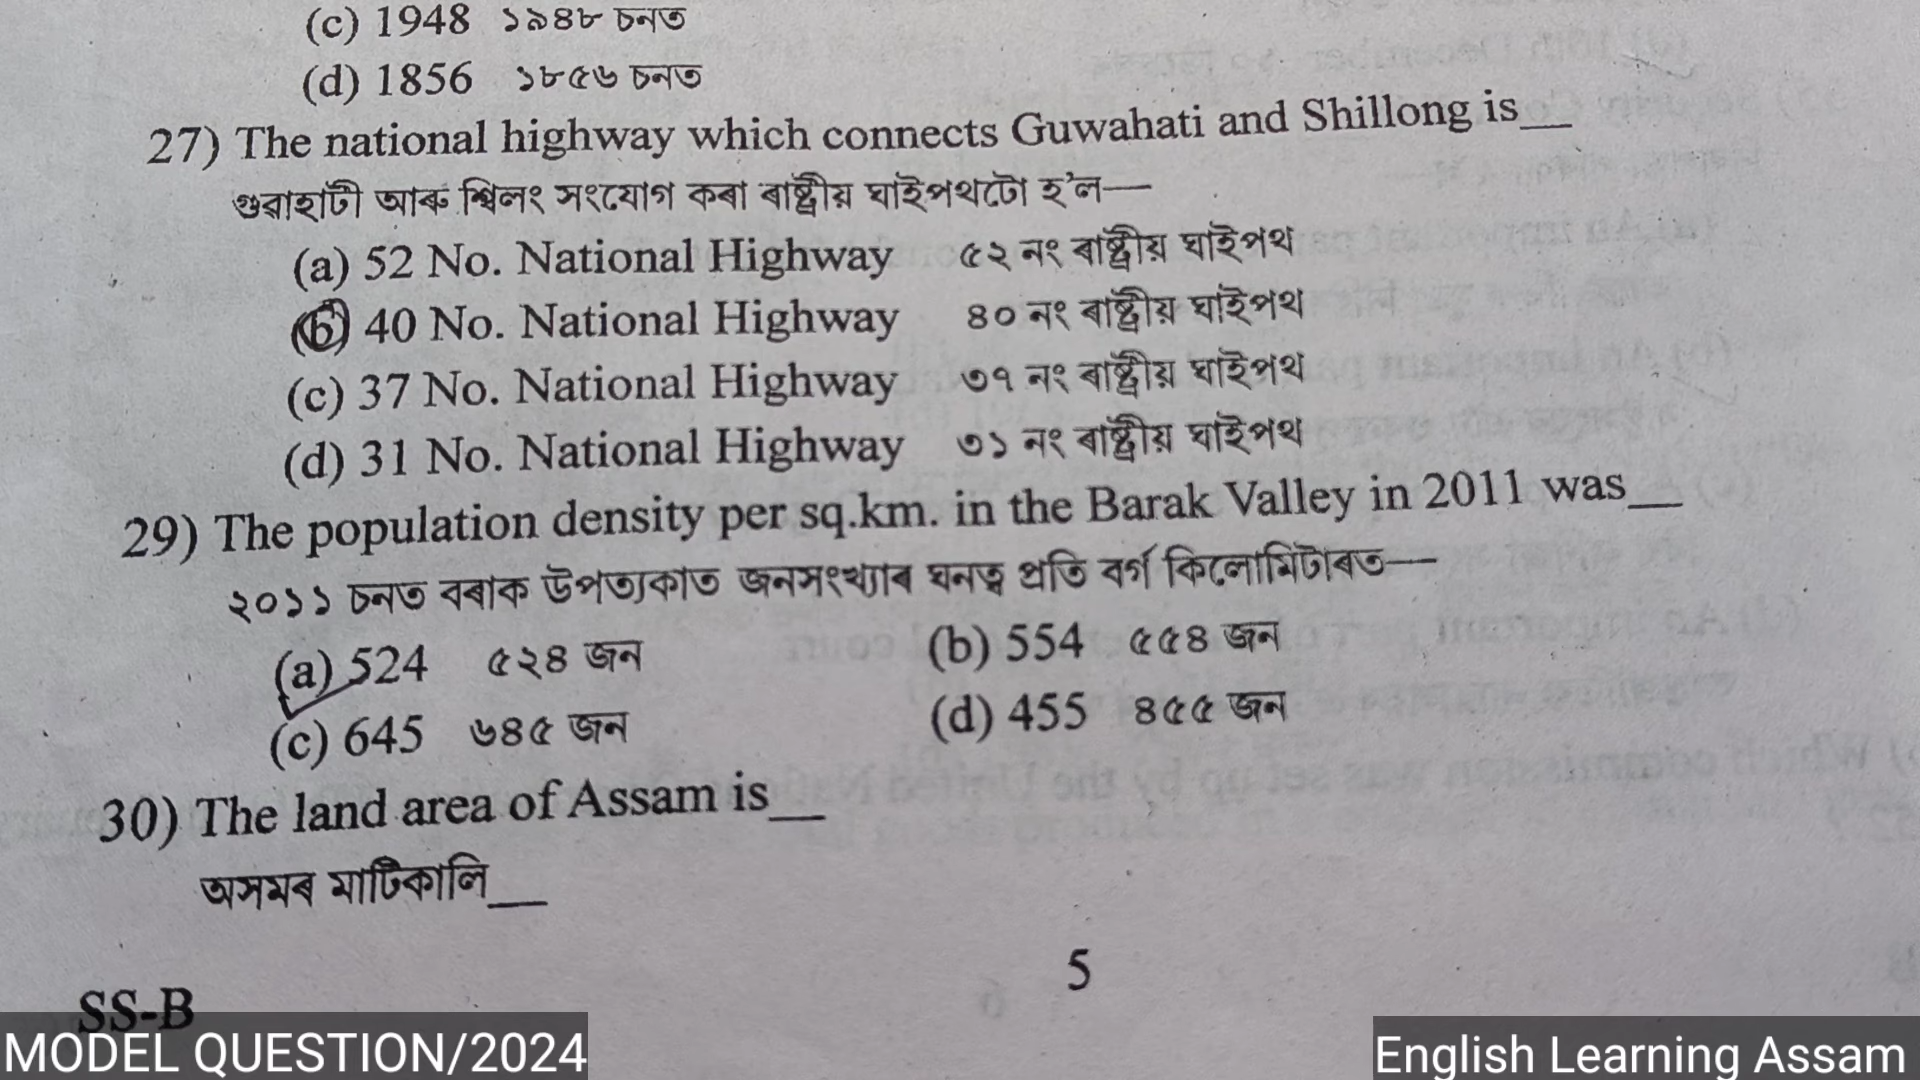 (c) 1948 ১৯৪৮ চনত
(d) 1856 ১৮৫৬ চনত
27) The national highway which connects Guwahati and Shillong is__
গুৱাহাটী আৰু শ্বিলং সংযোগ কৰা ৰাষ্ট্ৰীয় ঘাইপথটো হ'ল—
(a) 52 No. National Highway ৫২ নং ৰাষ্ট্ৰীয় ঘাইপথ
(b) 40 No. National Highway ৪০ নং ৰাষ্ট্ৰীয় ঘাইপথ
(c) 37 No. National Highway ৩৭ নং ৰাষ্ট্ৰীয় ঘাইপথ
(d) 31 No. National Highway ৩১ নং ৰাষ্ট্ৰীয় ঘাইপথ
29) The population density per sq.km. in the Barak Valley in 2011 was__
২০১১ চনত বৰাক উপত্যকাত জনসংখ্যাৰ ঘনত্ব প্ৰতি বৰ্গ কিলোমিটাৰত—
(a) 524 ৫২৪ জন (b) 554 ৫৫৪ জন
(c) 645 ৬৪৫ জন (d) 455 ৪৫৫ জন
30) The land area of Assam is__
অসমৰ মাটিকালি__
5
SS-B
MODEL QUESTION/2024
English Learning Assam